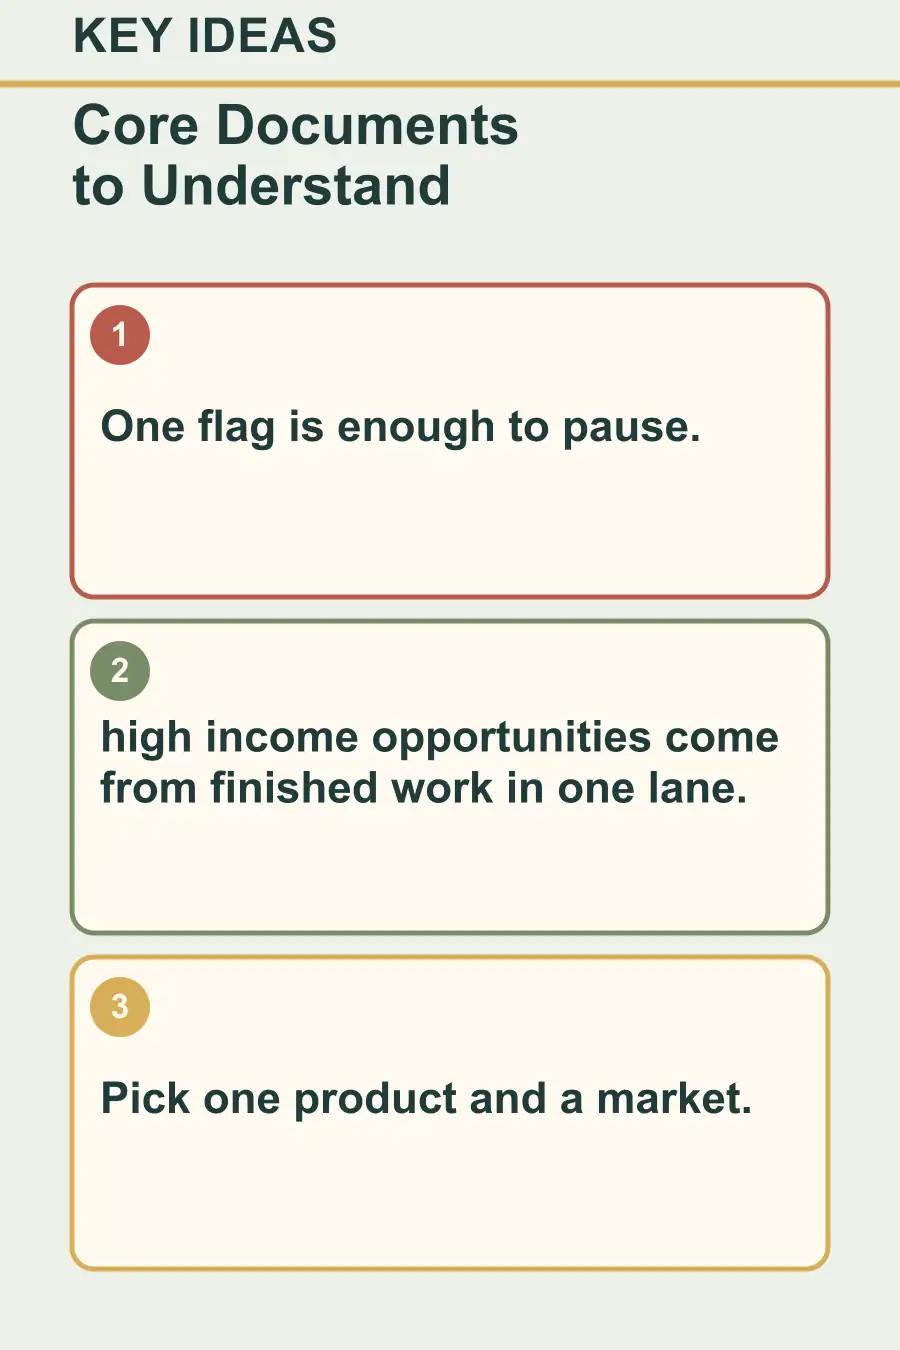 KEY IDEAS
Core Documents
to Understand
1
One flag is enough to pause.
2
high income opportunities come
from finished work in one lane.
3
Pick one product and a market.